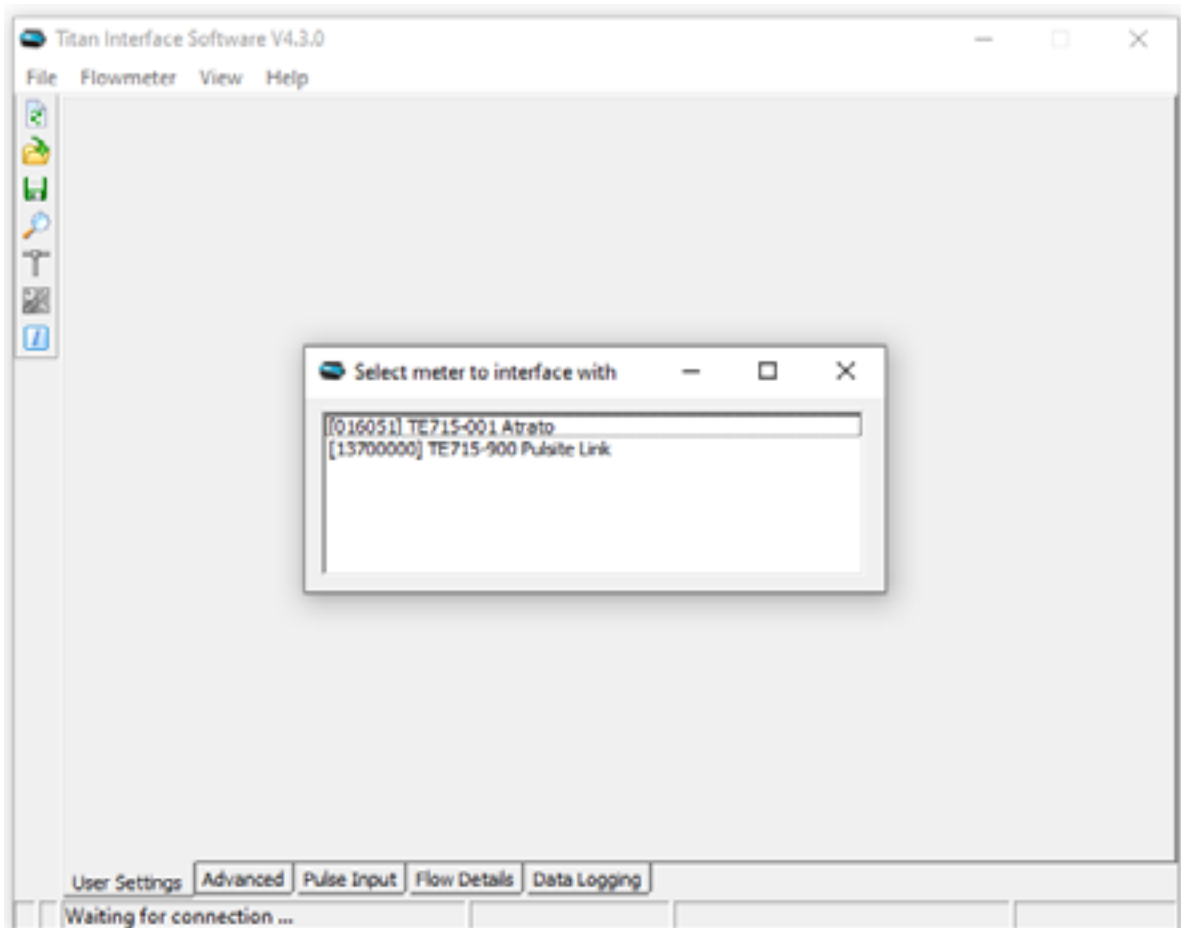 Titan Interface Software V4.3.0
File Flowmeter View Help
Select meter to interface with
[016051] TE715-001 Atrato
[13700000] TE715-900 Pulsite Link
User Settings Advanced Pulse Input Flow Details Data Logging
Waiting for connection ...